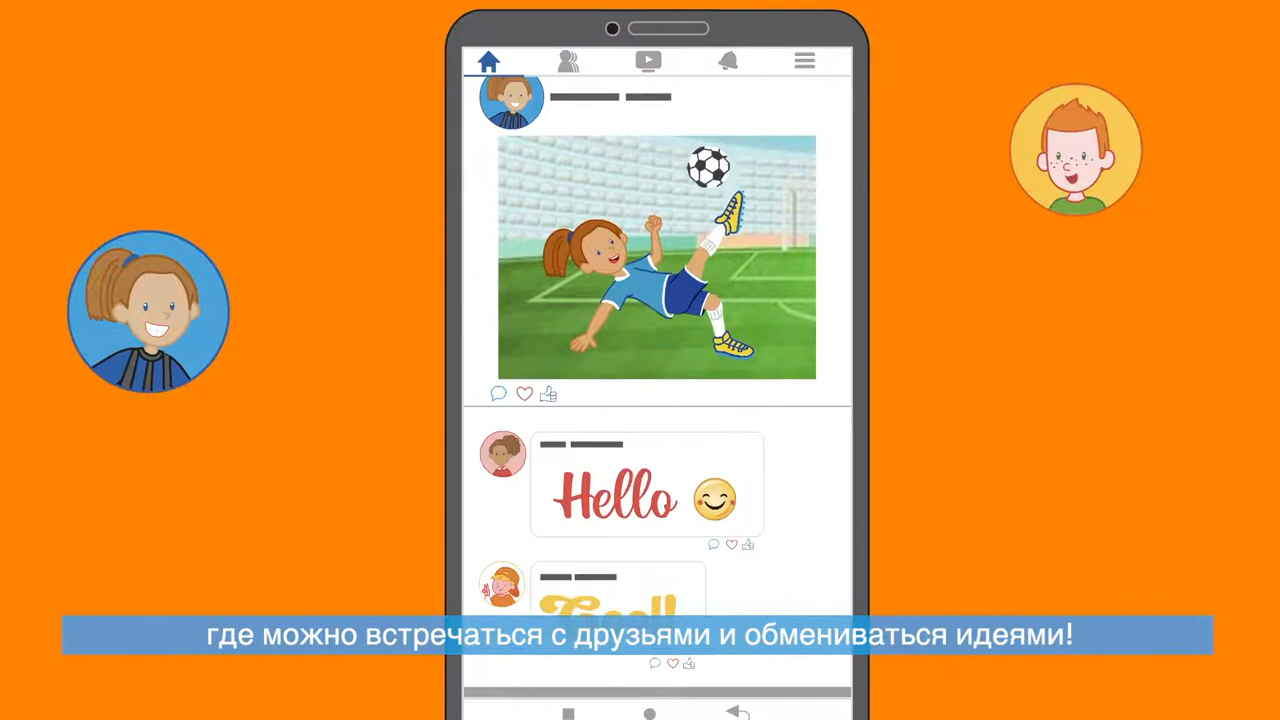 Hello
где можно встречаться с друзьями и обмениваться идеями!